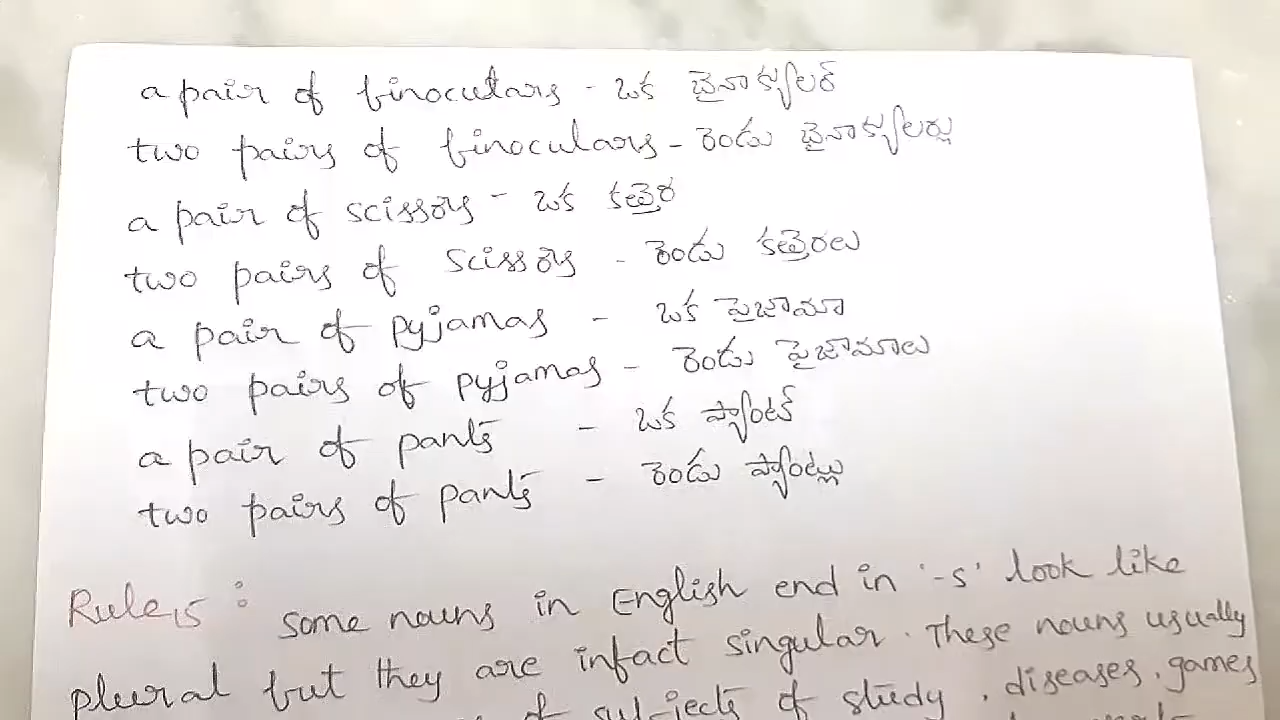 a pair of binoculars - ఒక బైనాక్యులర్
two pairs of binoculars - రెండు బైనాక్యులర్లు
a pair of scissors - ఒక కత్తెర
two pairs of scissors - రెండు కత్తెరలు
a pair of pyjamas - ఒక పైజామా
two pairs of pyjamas - రెండు పైజామాలు
a pair of pants - ఒక ప్యాంట్
two pairs of pants - రెండు ప్యాంట్లు
Rule 15 : some nouns in English end in '-s' look like
plural but they are infact singular. These nouns usually
of subjects of study, diseases, games